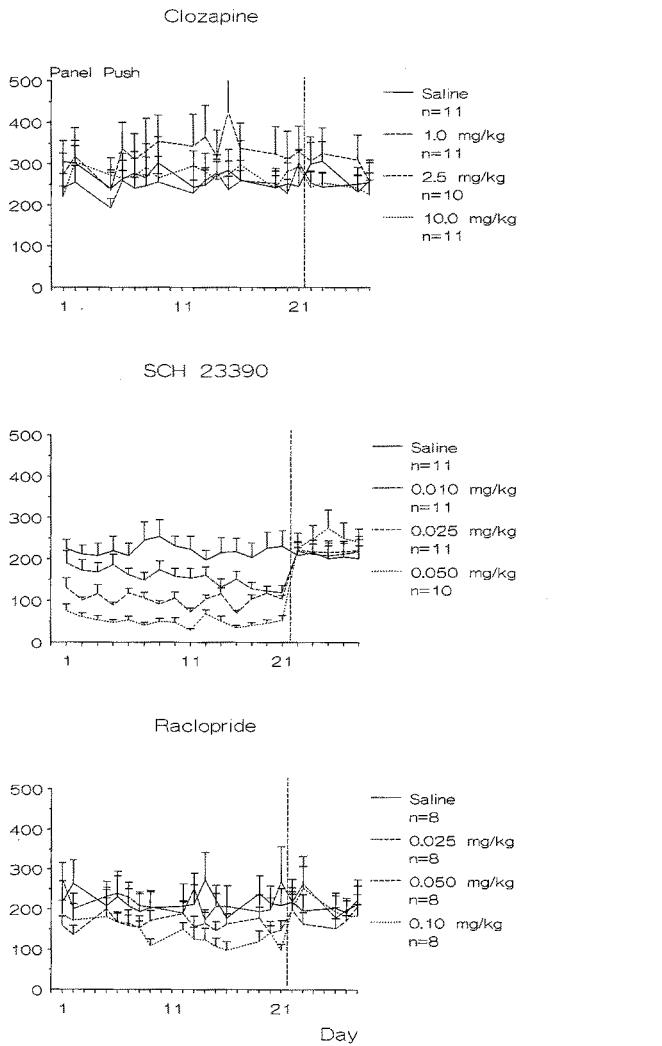 Clozapine
Panel Push
500
400
300
200
100
0
1 11 21
Saline
n=11
1.0 mg/kg
n=11
2.5 mg/kg
n=10
10.0 mg/kg
n=11
SCH 23390
500
400
300
200
100
0
1 11 21
Saline
n=11
0.010 mg/kg
n=11
0.025 mg/kg
n=11
0.050 mg/kg
n=10
Raclopride
500
400
300
200
100
0
1 11 21
Saline
n=8
0.025 mg/kg
n=8
0.050 mg/kg
n=8
0.10 mg/kg
n=8
Day